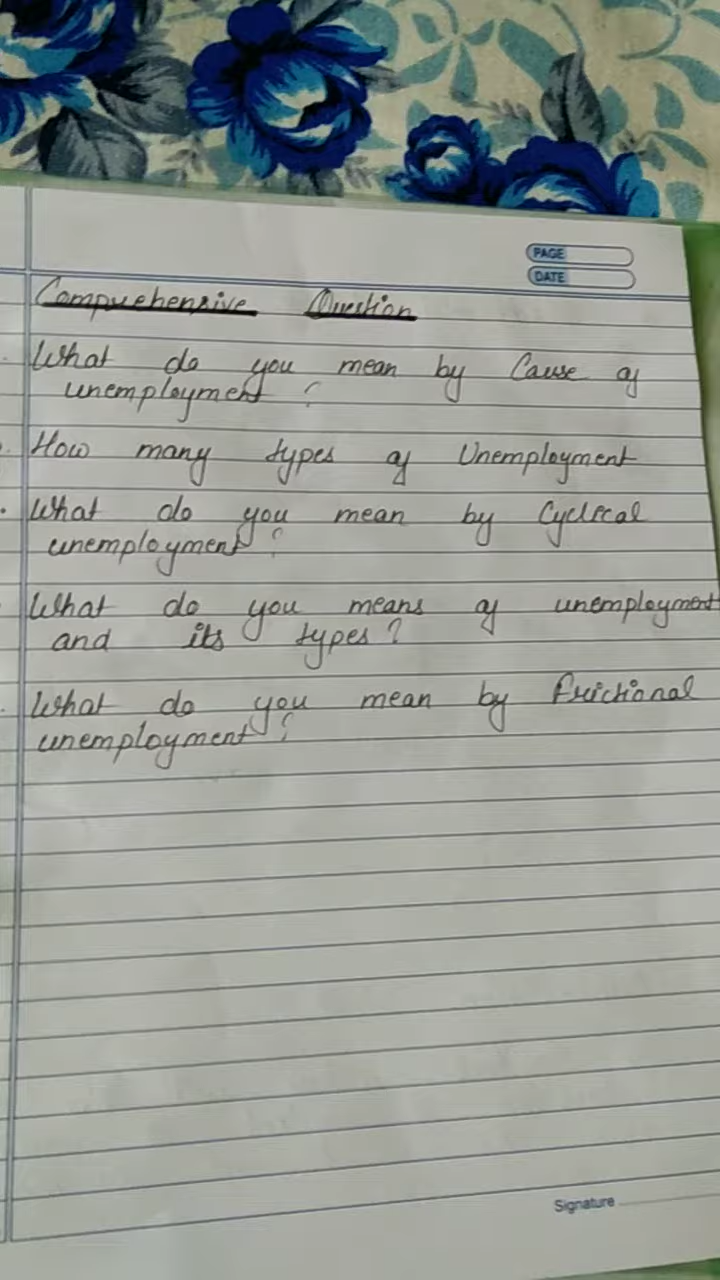 PAGE
DATE
Comprehensive Question
What do you mean by Cause of
unemployment ?
How many types of Unemployment
What do you mean by Cyclecal
unemployment ?
What do you means of unemployment
and its types ?
What do you mean by frictional
unemployment ?
Signature